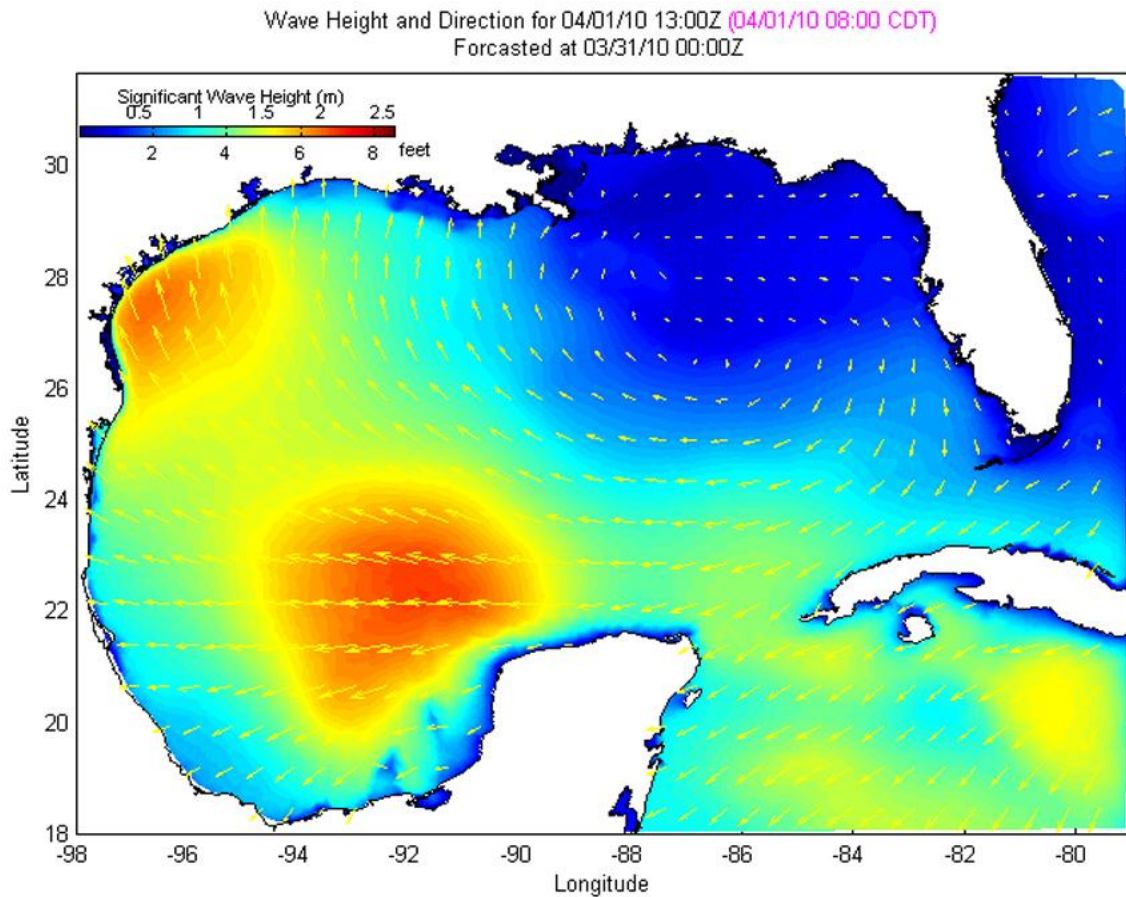 Wave Height and Direction for 04/01/10 13:00Z (04/01/10 08:00 CDT)
Forcasted at 03/31/10 00:00Z
Significant Wave Height (m)
0.5 1 1.5 2 2.5
2 4 6 8 feet
Latitude
30
28
26
24
22
20
18
-98 -96 -94 -92 -90 -88 -86 -84 -82 -80
Longitude